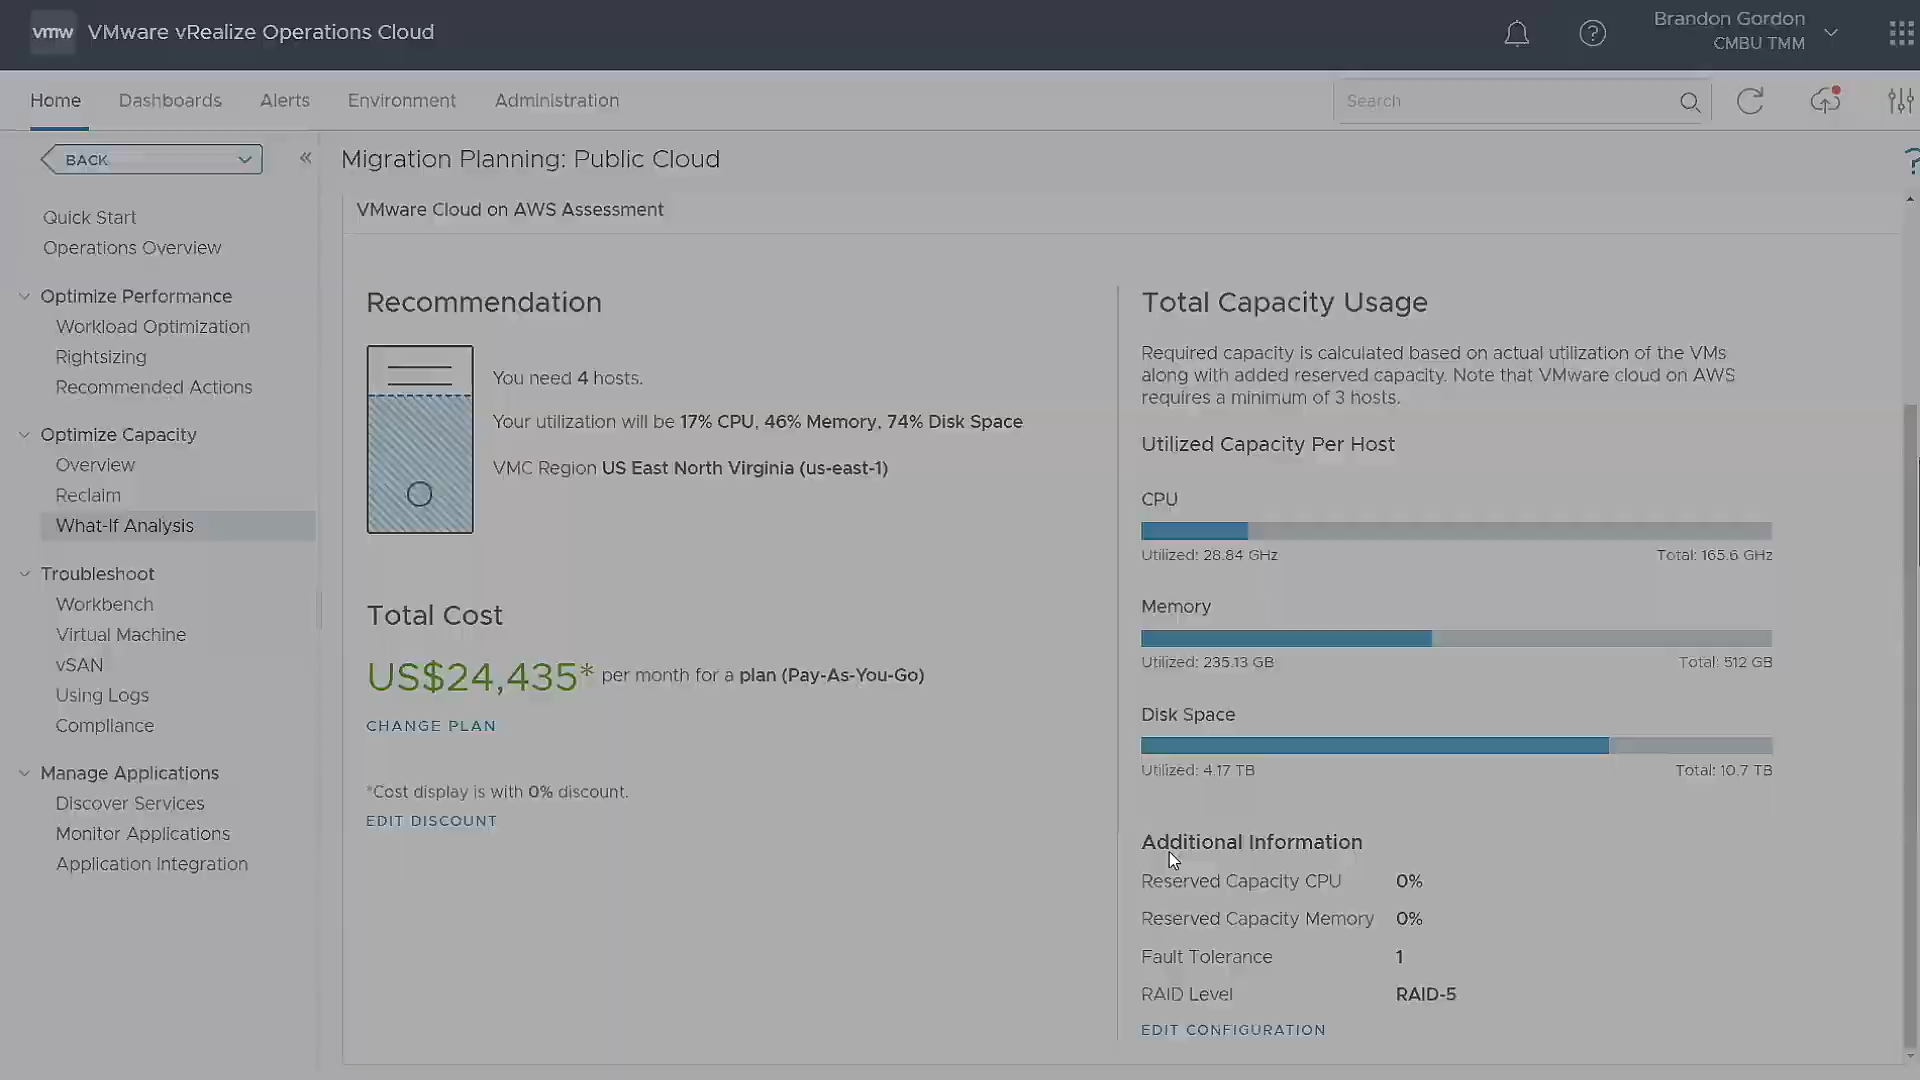 vmw VMware vRealize Operations Cloud
Brandon Gordon
CMBU TMM
Home Dashboards Alerts Environment Administration
Search
BACK
Migration Planning: Public Cloud
VMware Cloud on AWS Assessment
Quick Start
Operations Overview
Optimize Performance
Workload Optimization
Rightsizing
Recommended Actions
Optimize Capacity
Overview
Reclaim
What-If Analysis
Troubleshoot
Workbench
Virtual Machine
vSAN
Using Logs
Compliance
Manage Applications
Discover Services
Monitor Applications
Application Integration
Recommendation
You need 4 hosts.
Your utilization will be 17% CPU, 46% Memory, 74% Disk Space
VMC Region US East North Virginia (us-east-1)
Total Cost
US$24,435* per month for a plan (Pay-As-You-Go)
CHANGE PLAN
*Cost display is with 0% discount.
EDIT DISCOUNT
Total Capacity Usage
Required capacity is calculated based on actual utilization of the VMs
along with added reserved capacity. Note that VMware cloud on AWS
requires a minimum of 3 hosts.
Utilized Capacity Per Host
CPU
Utilized: 28.84 GHz Total: 165.6 GHz
Memory
Utilized: 235.13 GB Total: 512 GB
Disk Space
Utilized: 4.17 TB Total: 10.7 TB
Additional Information
Reserved Capacity CPU 0%
Reserved Capacity Memory 0%
Fault Tolerance 1
RAID Level RAID-5
EDIT CONFIGURATION